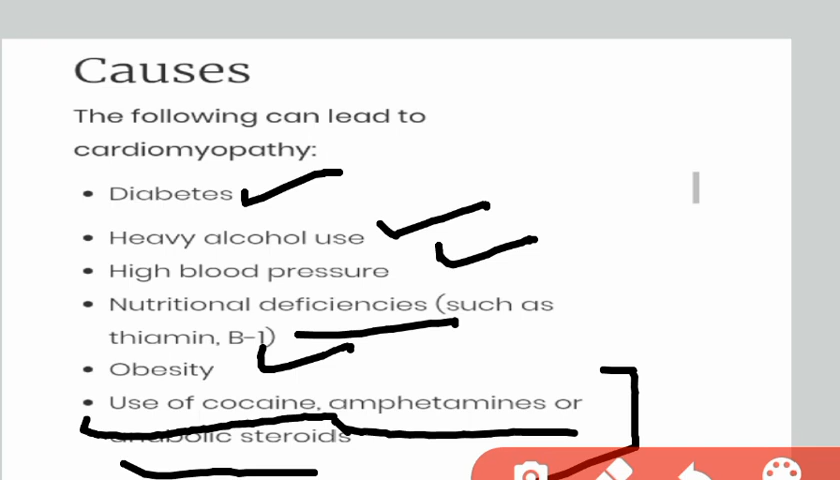 Causes
The following can lead to
cardiomyopathy:
• Diabetes
• Heavy alcohol use
• High blood pressure
• Nutritional deficiencies (such as
thiamin, B-1)
• Obesity
• Use of cocaine, amphetamines or
anabolic steroids